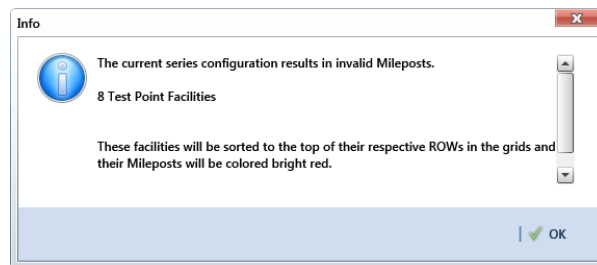 Info
The current series configuration results in invalid Mileposts.
8 Test Point Facilities
These facilities will be sorted to the top of their respective ROWs in the grids and
their Mileposts will be colored bright red.
OK